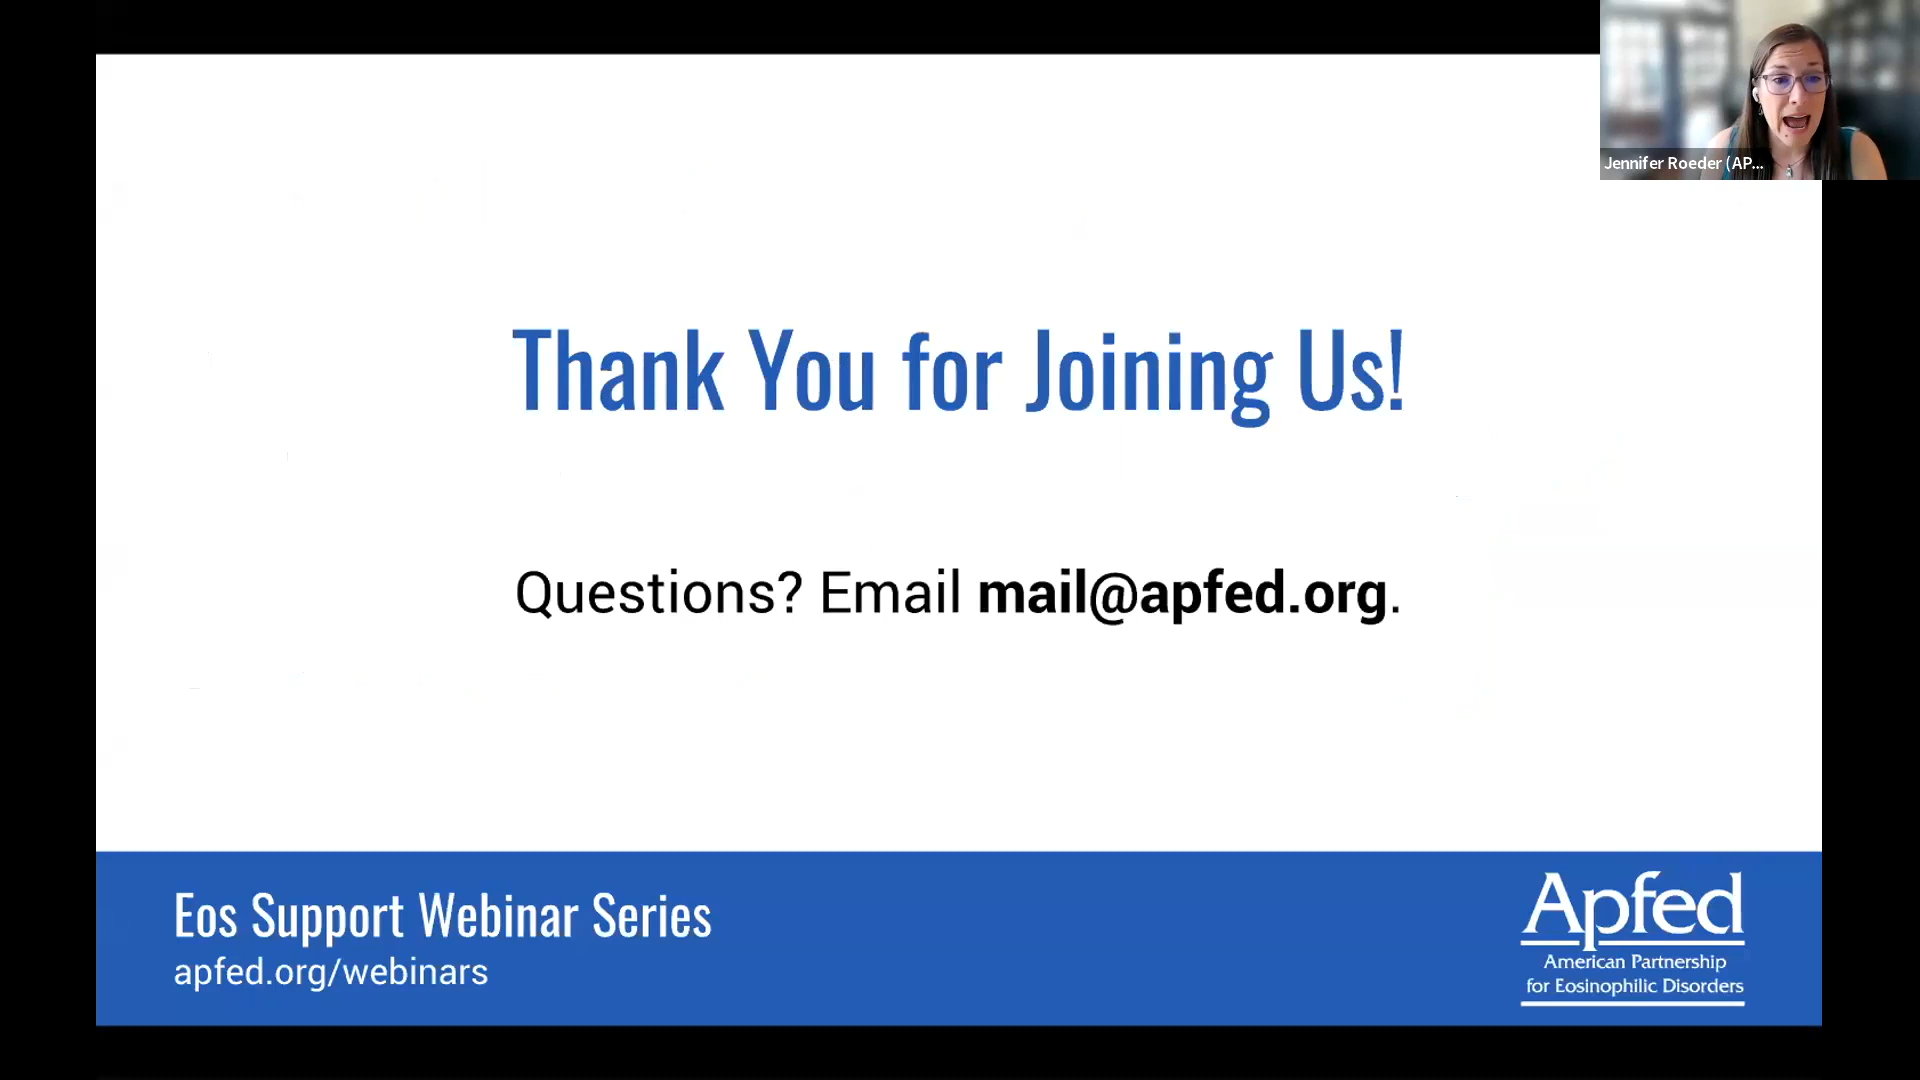 Jennifer Roeder (AP...
Thank You for Joining Us!
Questions? Email mail@apfed.org.
Eos Support Webinar Series
apfed.org/webinars
Apfed
American Partnership
for Eosinophilic Disorders